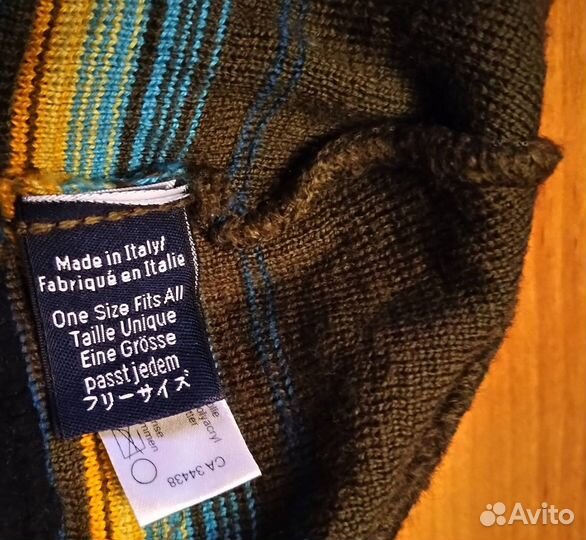 Made in Italy/
Fabriqué en Italie
One Size Fits All
Taille Unique
Eine Grösse
passt jedem
フリーサイズ
CA 34438
Avito